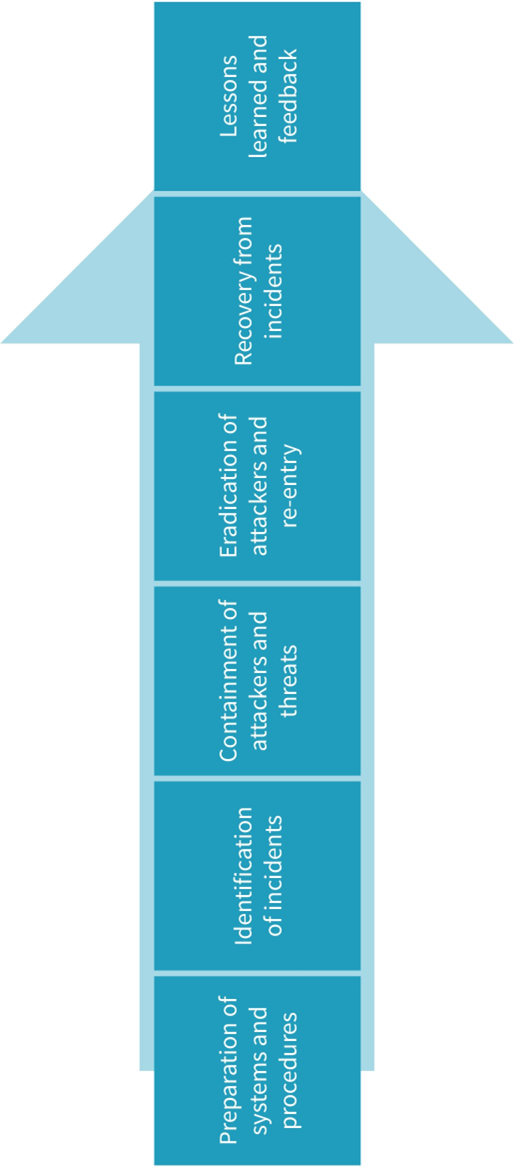 Preparation of
systems and
procedures
Identification
of incidents
Containment of
attackers and
threats
Eradication of
attackers and
re-entry
Recovery from
incidents
Lessons
learned and
feedback